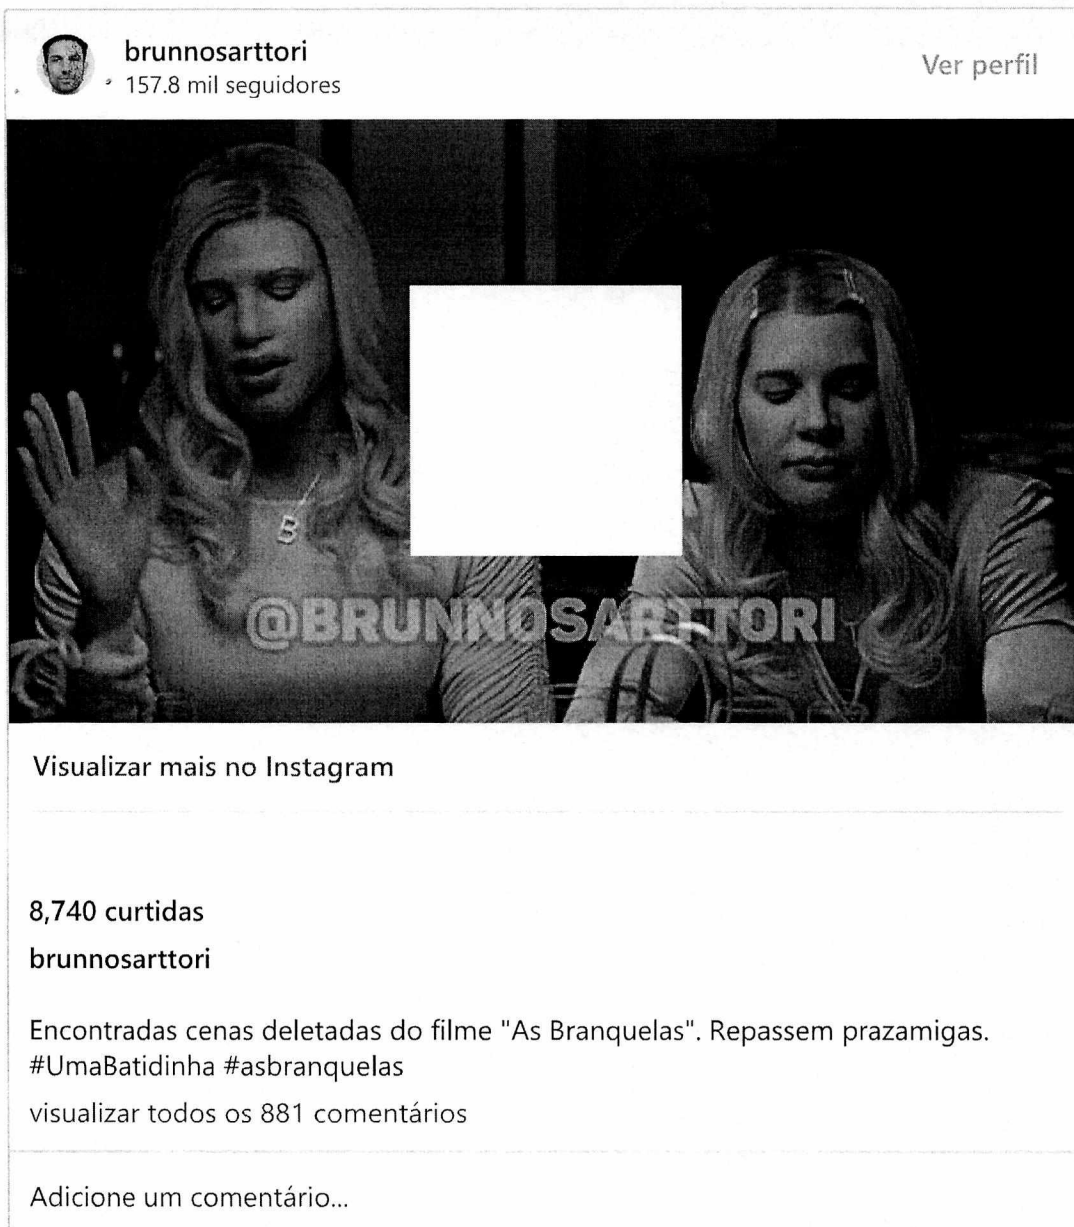 brunnosarttori
157.8 mil seguidores
Ver perfil
B
@BRUNNOSARTTORI
Visualizar mais no Instagram
8,740 curtidas
brunnosarttori
Encontradas cenas deletadas do filme "As Branquelas". Repassem prazamigas.
#UmaBatidinha #asbranquelas
visualizar todos os 881 comentários
Adicione um comentário...